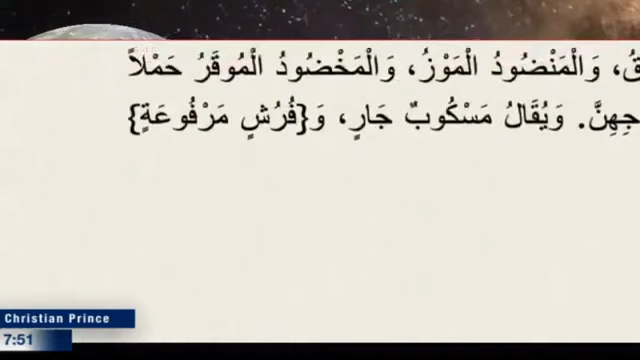 وَالْمَنْضُودُ الْمَوْزُ، وَالْمَخْضُودُ الْمُوقَرُ حَمْلاً
وَيُقَالُ مَسْكُوبٌ جَارٍ، وَ{فُرُشٍ مَرْفُوعَةٍ}
Christian Prince
7:51